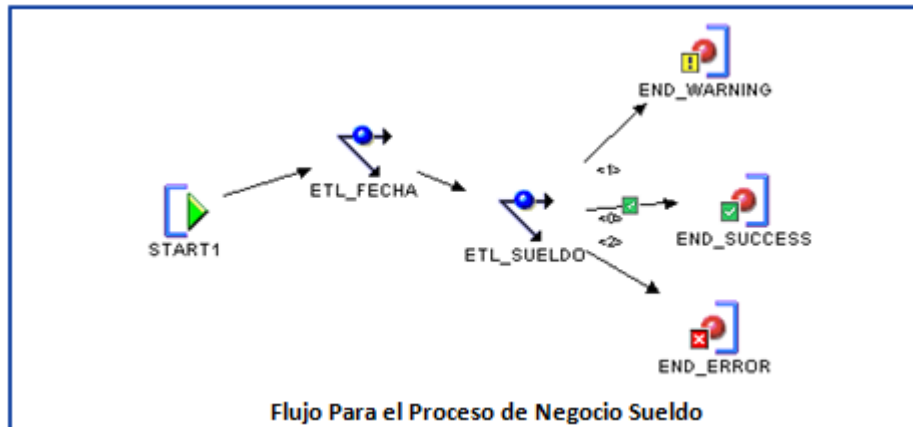 END_WARNING
ETL_FECHA
<1>
START1
<0>
END_SUCCESS
<2>
ETL_SUELDO
END_ERROR
Flujo Para el Proceso de Negocio Sueldo